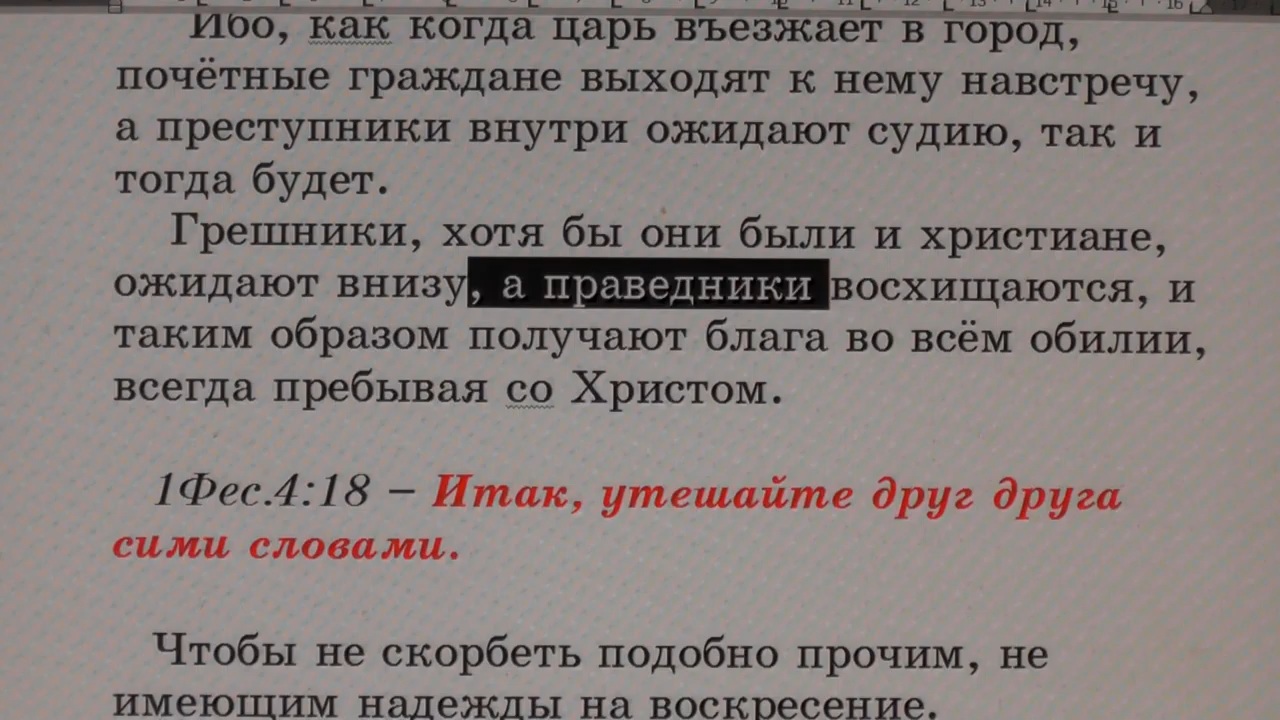 Ибо, как когда царь въезжает в город,
почётные граждане выходят к нему навстречу,
а преступники внутри ожидают судию, так и
тогда будет.
Грешники, хотя бы они были и христиане,
ожидают внизу, а праведники восхищаются, и
таким образом получают блага во всём обилии,
всегда пребывая со Христом.
1Фес.4:18 – Итак, утешайте друг друга
сими словами.
Чтобы не скорбеть подобно прочим, не
имеющим надежды на воскресение.